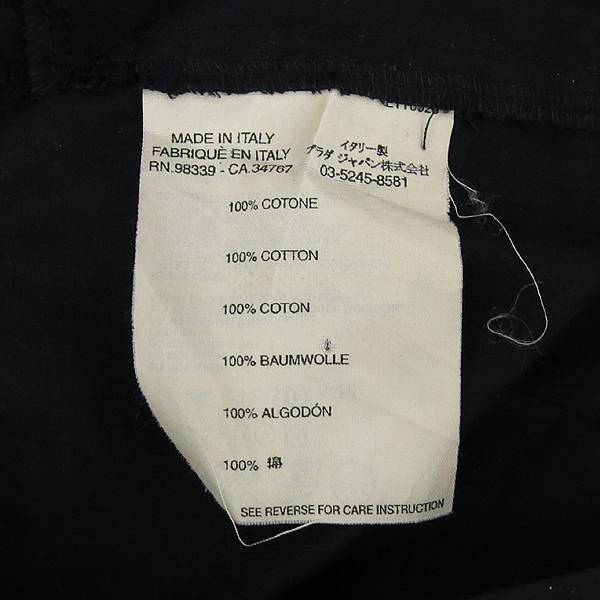 MADE IN ITALY
FABRIQUÉ EN ITALY
RN.98339 - CA.34767
イタリー製
プラダ ジャパン株式会社
03-5245-8581
100% COTONE
100% COTTON
100% COTON
100% BAUMWOLLE
100% ALGODÓN
100% 綿
SEE REVERSE FOR CARE INSTRUCTION